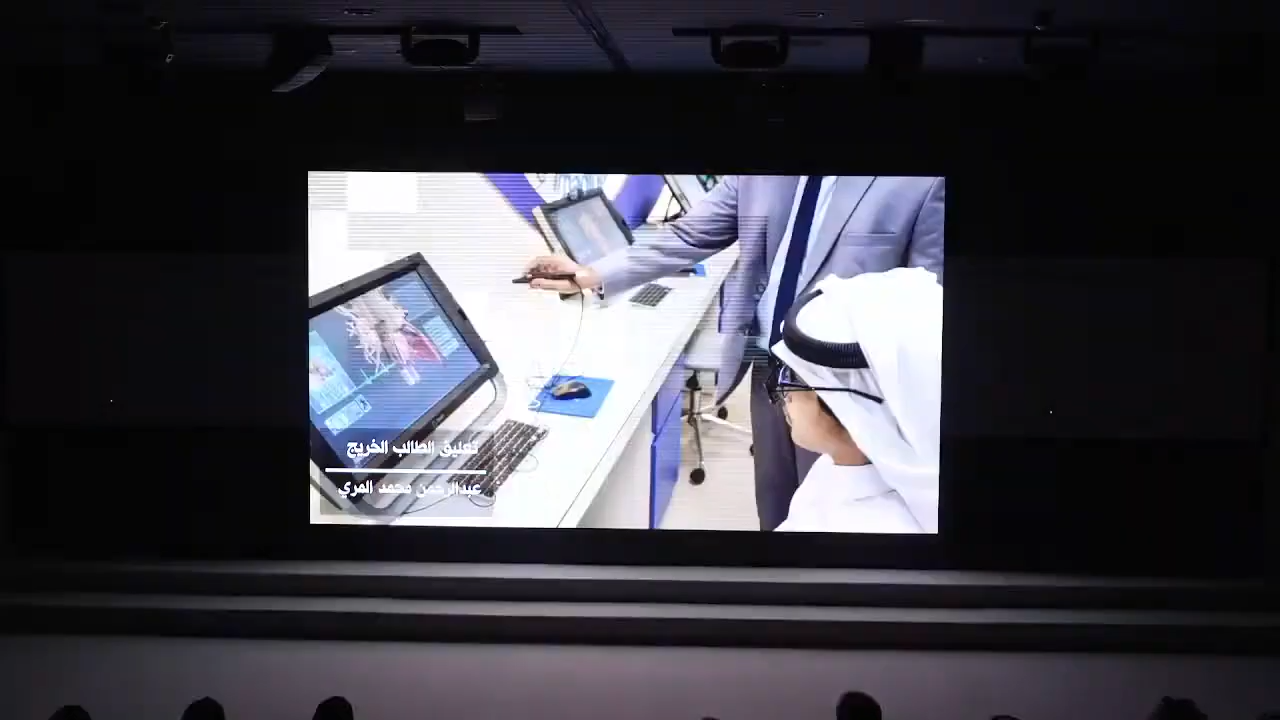 تعليق الطالب الخريج
عبدالرحمن محمد المري